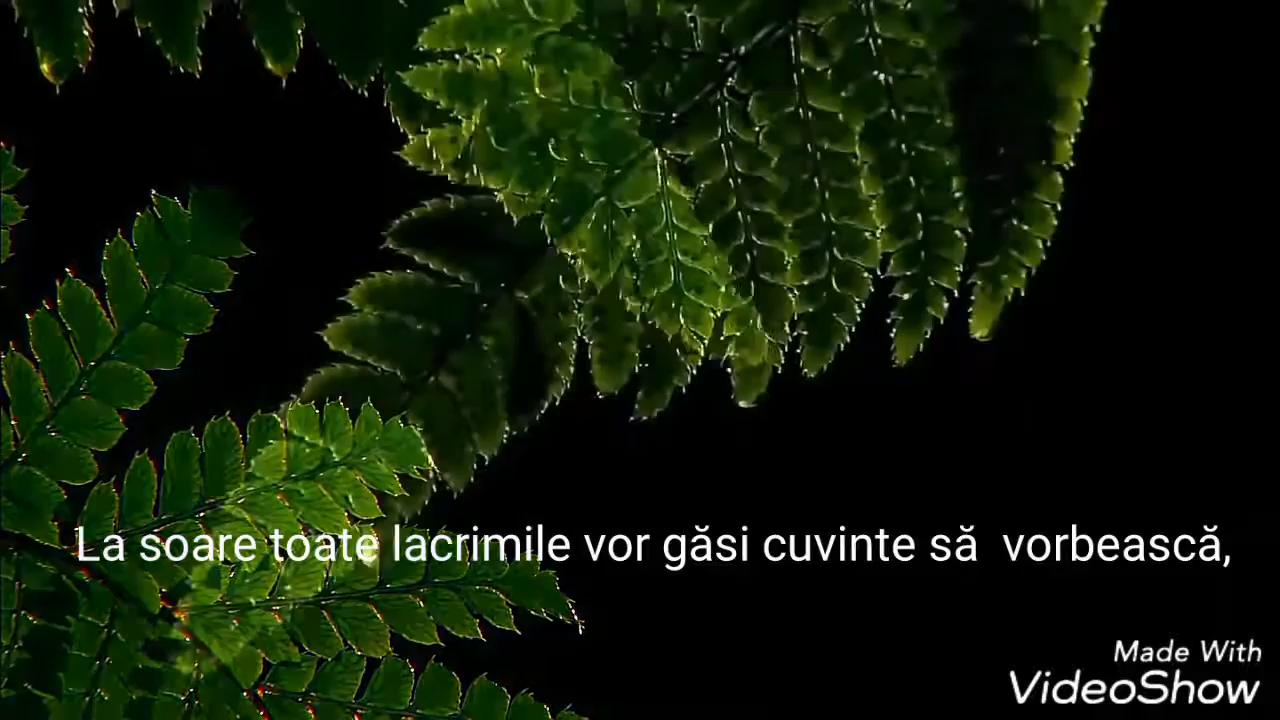 La soare toate lacrimile vor găsi cuvinte să  vorbească,
Made With
VideoShow